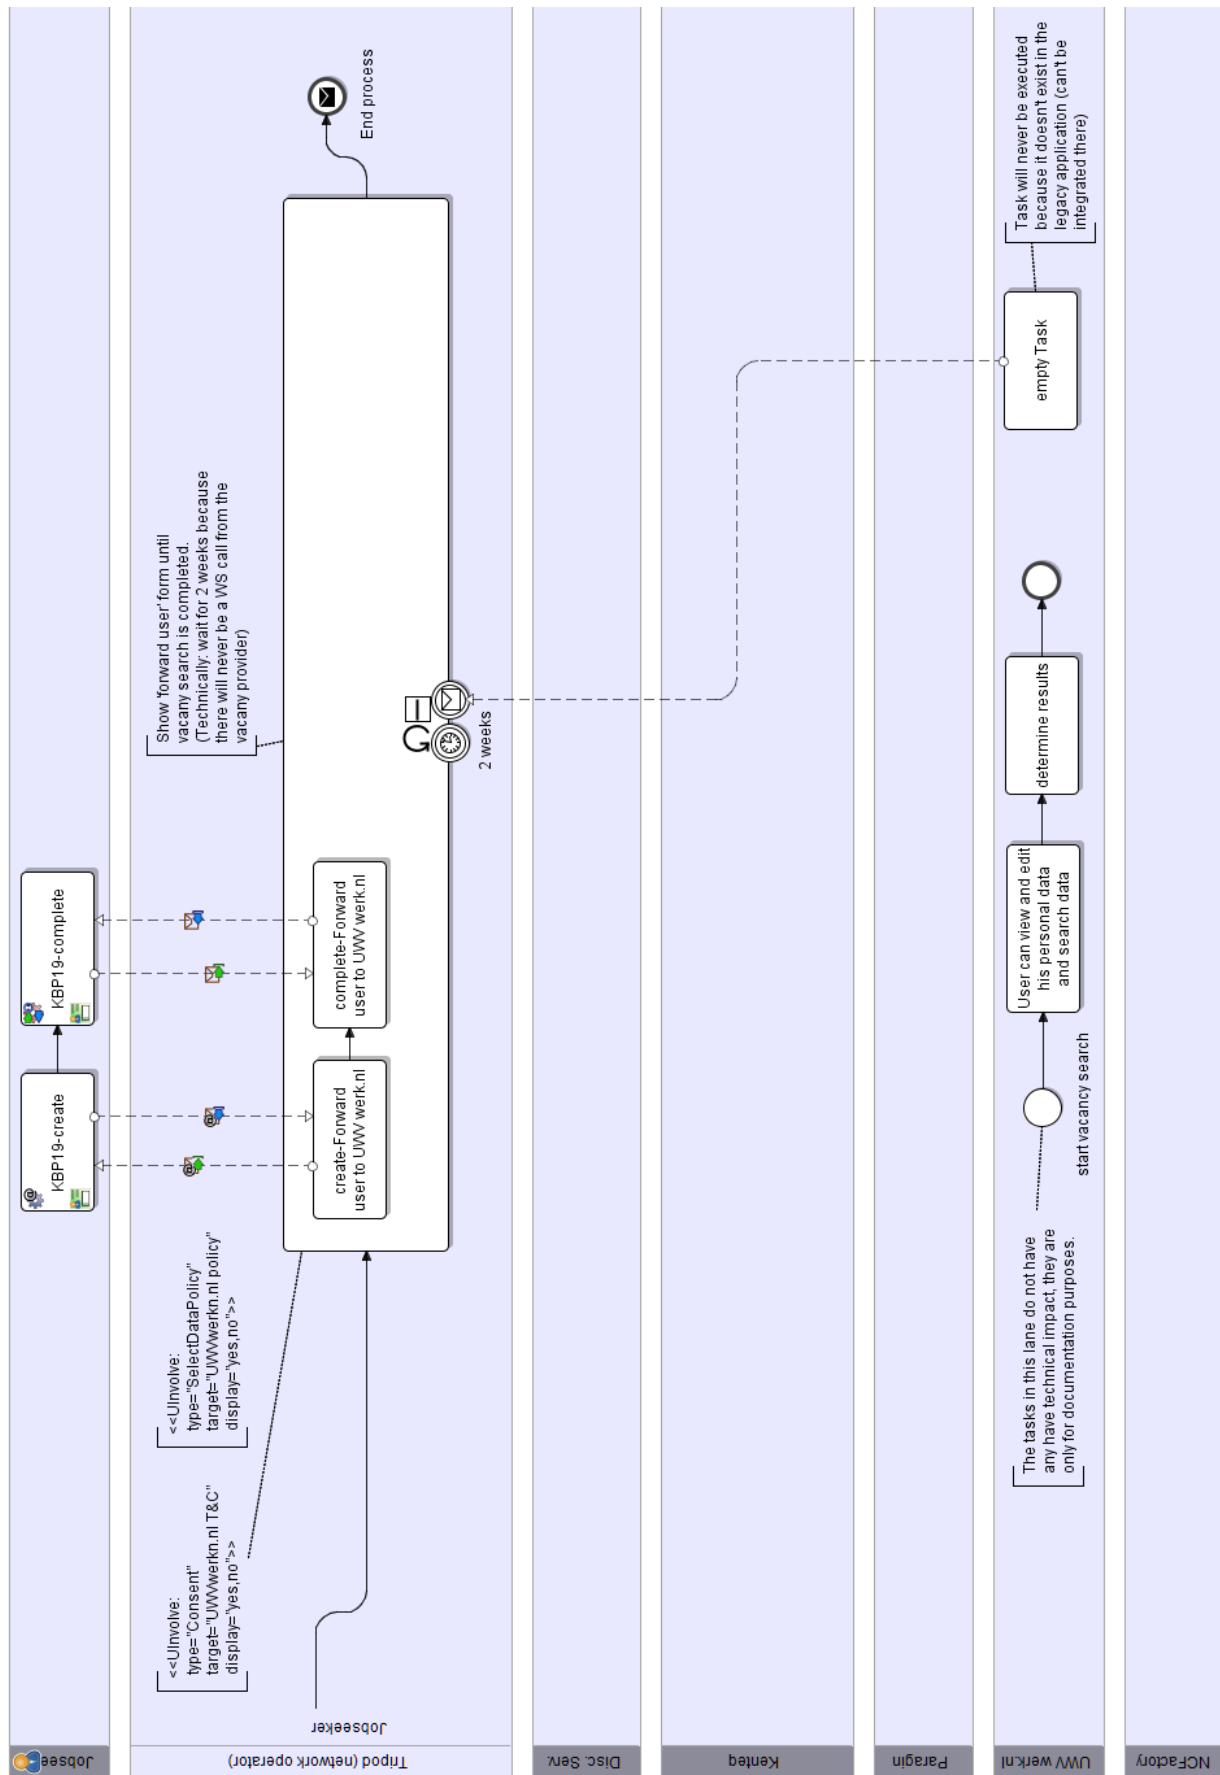 Jobsee
KBP19-create
KBP19-complete
Tripod (network operator)
Jobseeker
<<UInvolve:
type="Consent"
target="UWVwerkn.nl T&C"
display="yes,no">>
<<UInvolve:
type="SelectDataPolicy"
target="UWVwerkn.nl policy"
display="yes,no">>
create-Forward
user to UWV werk.nl
complete-Forward
user to UWV werk.nl
Show 'forward user' form until
vacancy search is completed.
(Technically: wait for 2 weeks because
there will never be a WS call from the
vacany provider)
2 weeks
End process
Disc. Serv.
Kenteq
Paragin
UWV werk.nl
The tasks in this lane do not have
any have technical impact, they are
only for documentation purposes.
start vacancy search
User can view and edit
his personal data
and search data
determine results
empty Task
Task will never be executed
because it doesn't exist in the
legacy application (can't be
integrated there)
NCFactory